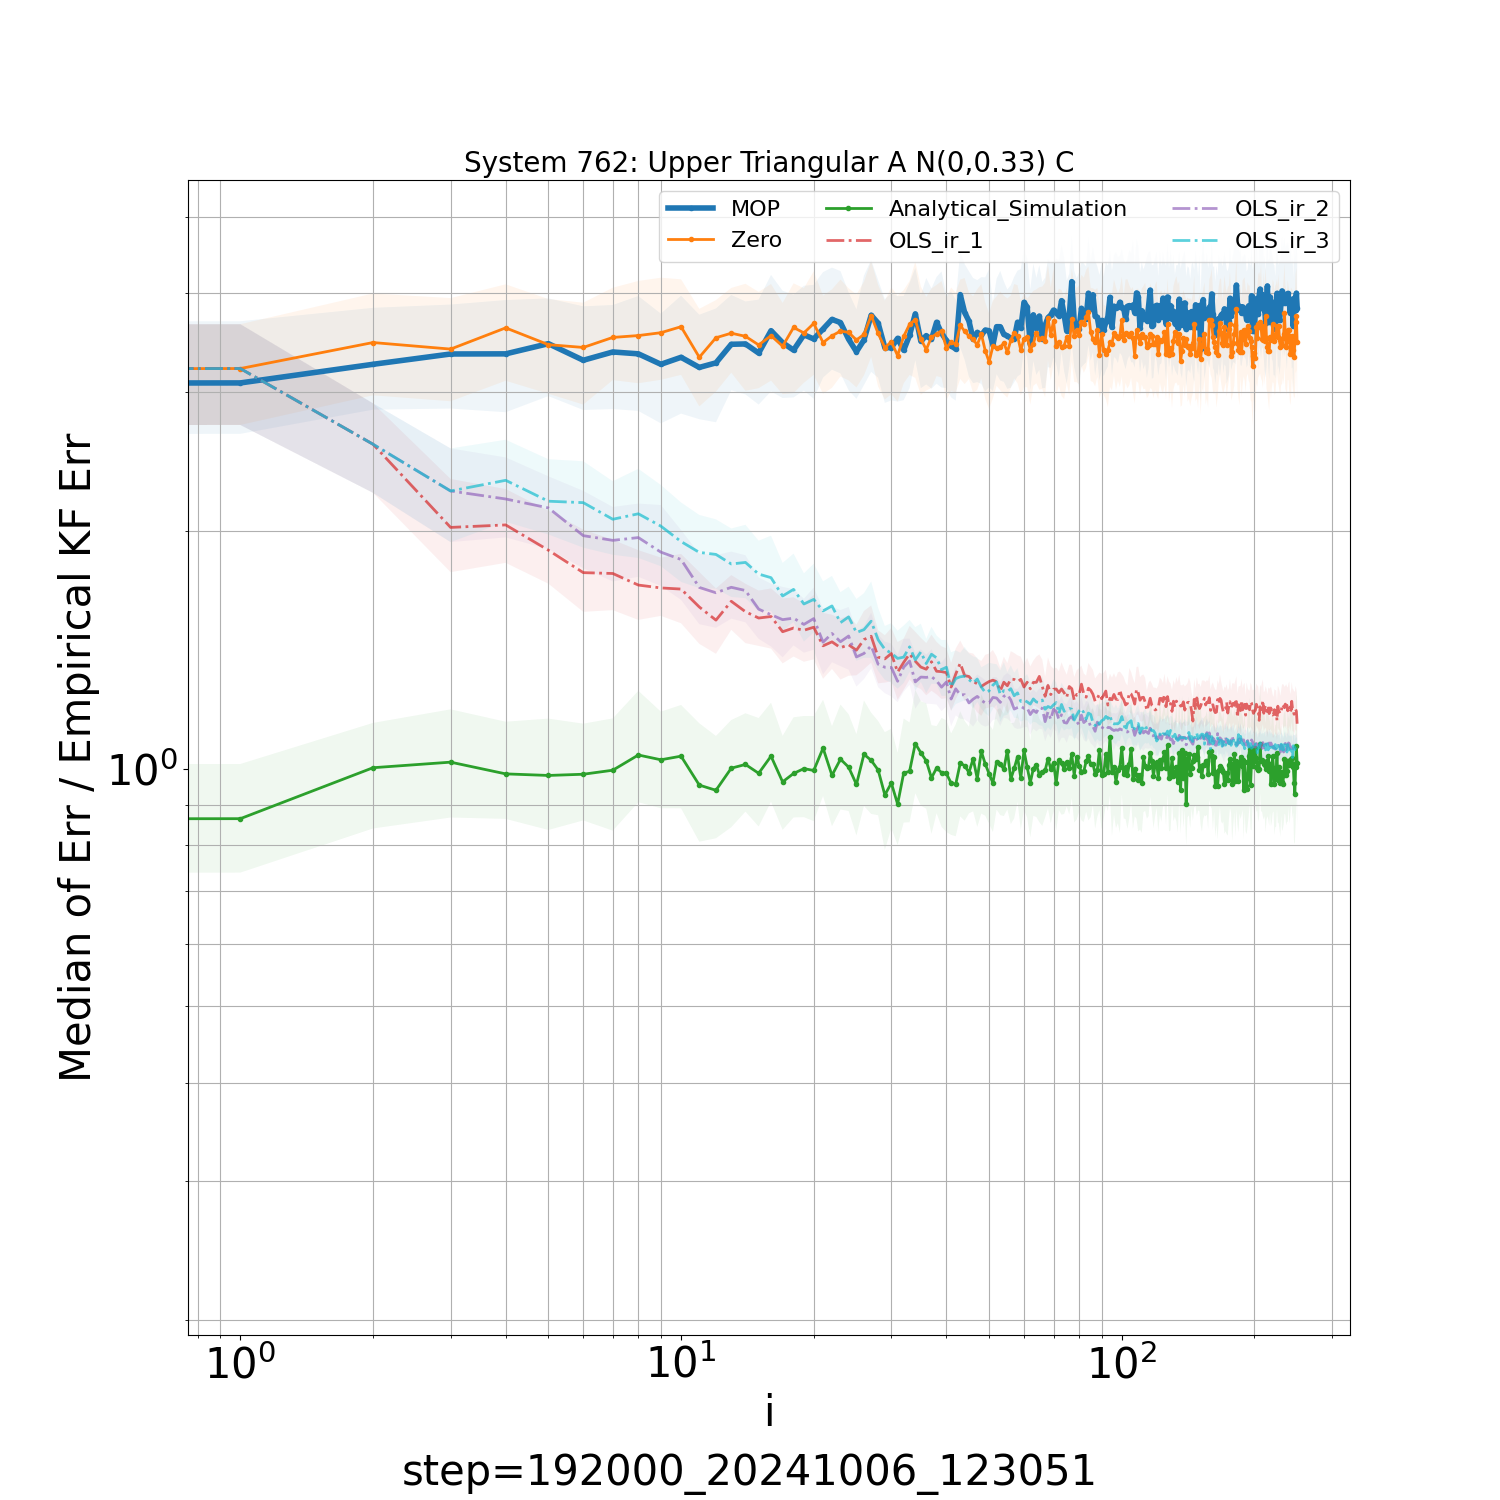 System 762: Upper Triangular A N(0,0.33) C
MOP
Zero
Analytical_Simulation
OLS_ir_1
OLS_ir_2
OLS_ir_3
Median of Err / Empirical KF Err
10⁰
10⁰
10¹
10²
i
step=192000_20241006_123051